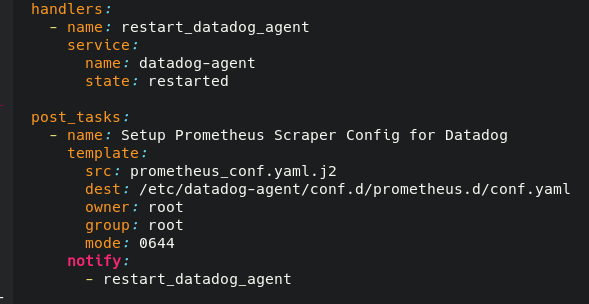 handlers:
  - name: restart_datadog_agent
    service:
      name: datadog-agent
      state: restarted

post_tasks:
  - name: Setup Prometheus Scraper Config for Datadog
    template:
      src: prometheus_conf.yaml.j2
      dest: /etc/datadog-agent/conf.d/prometheus.d/conf.yaml
      owner: root
      group: root
      mode: 0644
    notify:
      - restart_datadog_agent